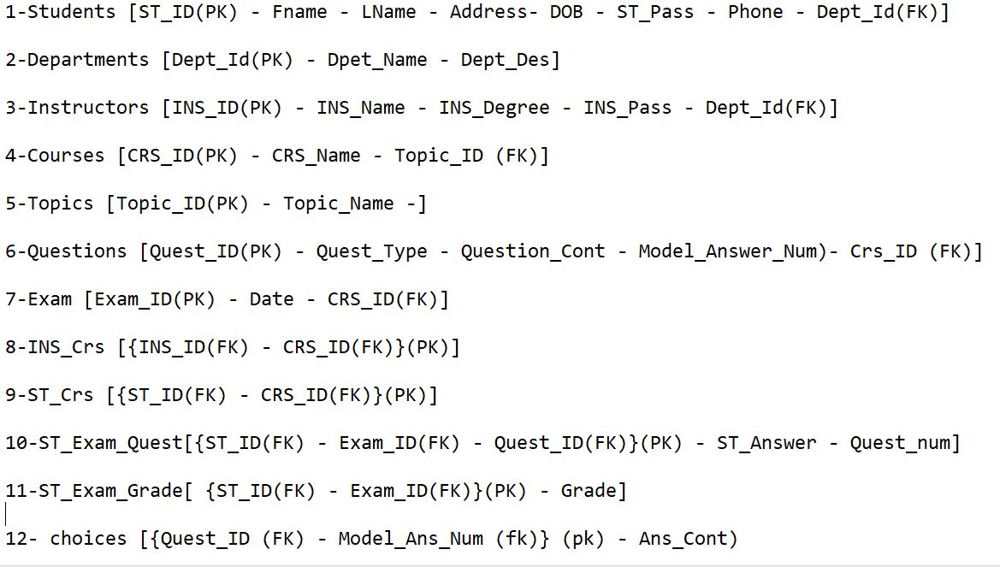 1-Students [ST_ID(PK) - Fname - LName - Address- DOB - ST_Pass - Phone - Dept_Id(FK)]
2-Departments [Dept_Id(PK) - Dpet_Name - Dept_Des]
3-Instructors [INS_ID(PK) - INS_Name - INS_Degree - INS_Pass - Dept_Id(FK)]
4-Courses [CRS_ID(PK) - CRS_Name - Topic_ID (FK)]
5-Topics [Topic_ID(PK) - Topic_Name -]
6-Questions [Quest_ID(PK) - Quest_Type - Question_Cont - Model_Answer_Num)- Crs_ID (FK)]
7-Exam [Exam_ID(PK) - Date - CRS_ID(FK)]
8-INS_Crs [{INS_ID(FK) - CRS_ID(FK)}(PK)]
9-ST_Crs [{ST_ID(FK) - CRS_ID(FK)}(PK)]
10-ST_Exam_Quest[{ST_ID(FK) - Exam_ID(FK) - Quest_ID(FK)}(PK) - ST_Answer - Quest_num]
11-ST_Exam_Grade[ {ST_ID(FK) - Exam_ID(FK)}(PK) - Grade]
12- choices [{Quest_ID (FK) - Model_Ans_Num (fk)} (pk) - Ans_Cont)